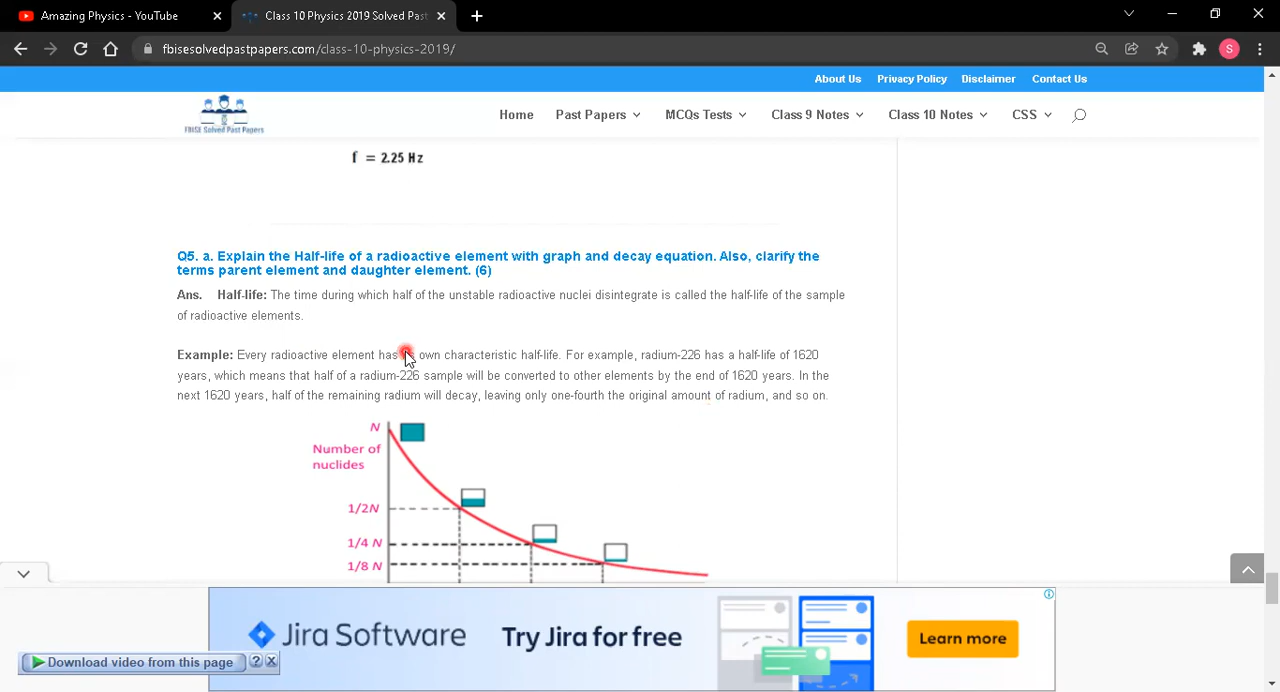 Amazing Physics - YouTube
Class 10 Physics 2019 Solved Past
fbisesolvedpastpapers.com/class-10-physics-2019/
S
About Us Privacy Policy Disclaimer Contact Us
FBISE Solved Past Papers
Home Past Papers MCQs Tests Class 9 Notes Class 10 Notes CSS
f = 2.25 Hz
Q5. a. Explain the Half-life of a radioactive element with graph and decay equation. Also, clarify the
terms parent element and daughter element. (6)
Ans. Half-life: The time during which half of the unstable radioactive nuclei disintegrate is called the half-life of the sample
of radioactive elements.
Example: Every radioactive element has own characteristic half-life. For example, radium-226 has a half-life of 1620
years, which means that half of a radium-226 sample will be converted to other elements by the end of 1620 years. In the
next 1620 years, half of the remaining radium will decay, leaving only one-fourth the original amount of radium, and so on.
N
Number of
nuclides
1/2N
1/4 N
1/8 N
Jira Software Try Jira for free Learn more
Download video from this page ? X